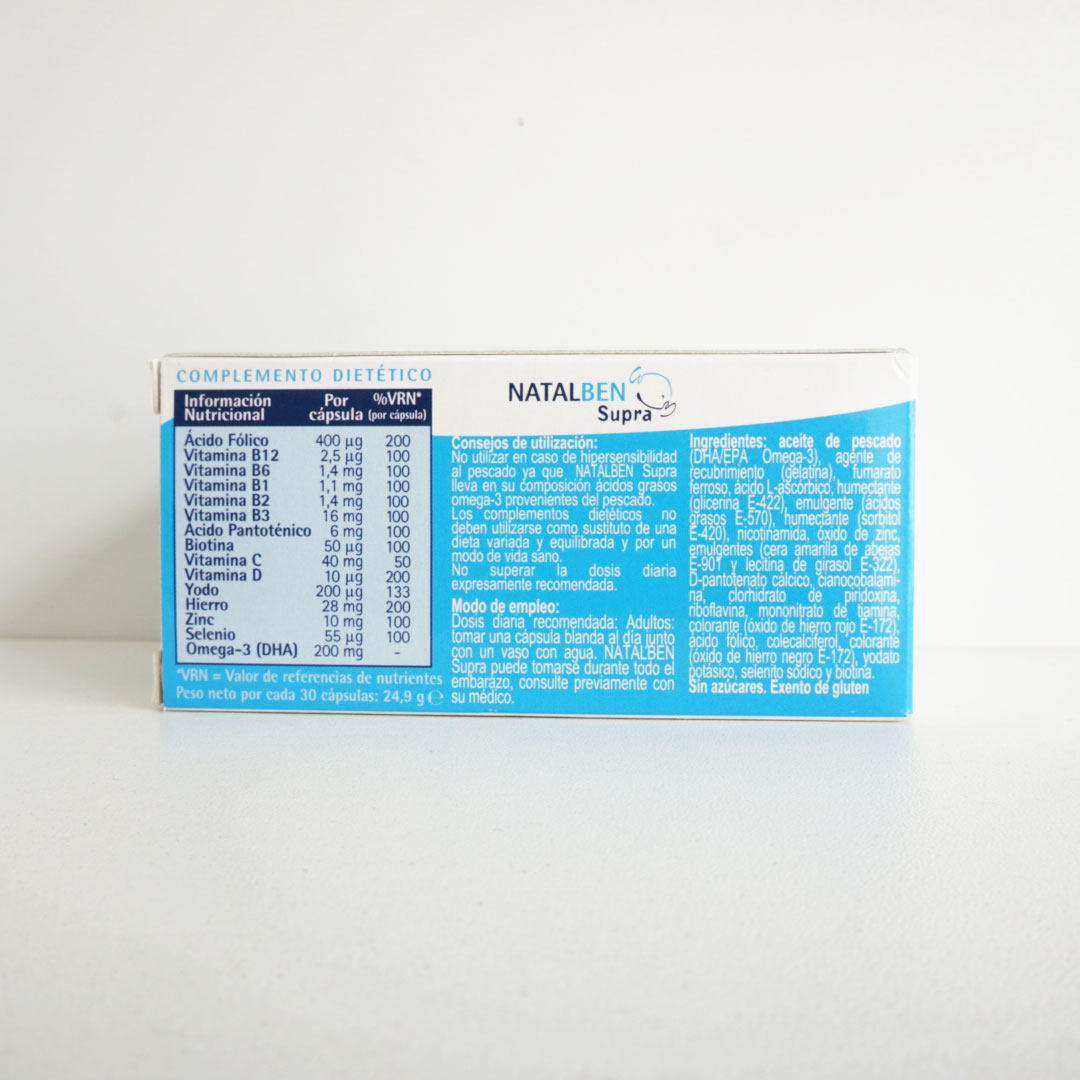 COMPLEMENTO DIETÉTICO
Información Nutricional Por cápsula %VRN* (por cápsula)
Ácido Fólico 400 µg 200
Vitamina B12 2,5 µg 100
Vitamina B6 1,4 mg 100
Vitamina B1 1,1 mg 100
Vitamina B2 1,4 mg 100
Vitamina B3 16 mg 100
Ácido Pantoténico 6 mg 100
Biotina 50 µg 100
Vitamina C 40 mg 50
Vitamina D 10 µg 200
Yodo 200 µg 133
Hierro 28 mg 200
Zinc 10 mg 100
Selenio 55 µg 100
Omega-3 (DHA) 200 mg -
*VRN = Valor de referencias de nutrientes
Peso neto por cada 30 cápsulas: 24,9 g e
NATALBEN
Supra
Consejos de utilización:
No utilizar en caso de hipersensibilidad
al pescado ya que NATALBEN Supra
lleva en su composición ácidos grasos
omega-3 provenientes del pescado.
Los complementos dietéticos no
deben utilizarse como sustituto de una
dieta variada y equilibrada y por un
modo de vida sano.
No superar la dosis diaria
expresamente recomendada.
Modo de empleo:
Dosis diaria recomendada: Adultos:
tomar una cápsula blanda al día junto
con un vaso con agua. NATALBEN
Supra puede tomarse durante todo el
embarazo, consulte previamente con
su médico.
Ingredientes: aceite de pescado
(DHA/EPA Omega-3), agente de
recubrimiento (gelatina), fumarato
ferroso, ácido L-ascórbico, humectante
(glicerina E-422), emulgente (ácidos
grasos E-570), humectante (sorbitol
E-420), nicotinamida, óxido de zinc,
emulgentes (cera amarilla de abejas
E-901 y lecitina de girasol E-322),
D-pantotenato cálcico, cianocobalami-
na, clorhidrato de piridoxina,
riboflavina, mononitrato de tiamina,
colorante (óxido de hierro rojo E-172),
ácido fólico, colecalciferol, colorante
(óxido de hierro negro E-172), yodato
potásico, selenito sódico y biotina.
Sin azúcares. Exento de gluten